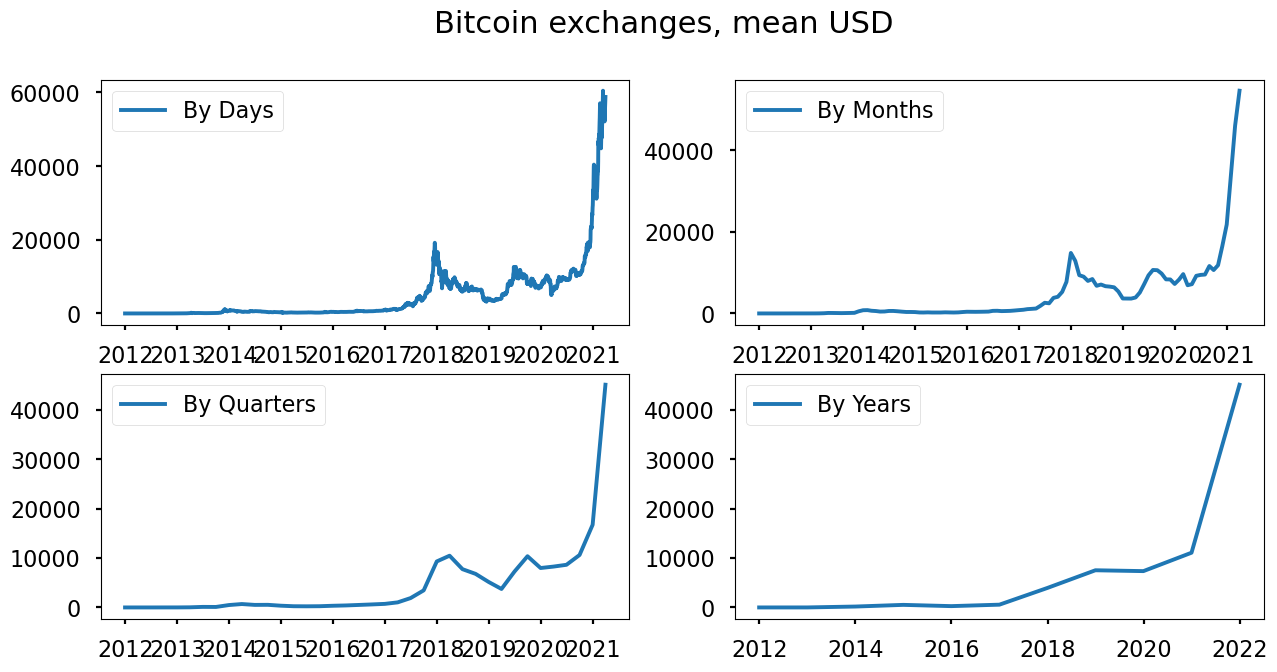 Bitcoin exchanges, mean USD
By Days
60000
40000
20000
0
2012 2013 2014 2015 2016 2017 2018 2019 2020 2021
By Months
40000
20000
0
2012 2013 2014 2015 2016 2017 2018 2019 2020 2021
By Quarters
40000
30000
20000
10000
0
2012 2013 2014 2015 2016 2017 2018 2019 2020 2021
By Years
40000
30000
20000
10000
0
2012 2014 2016 2018 2020 2022